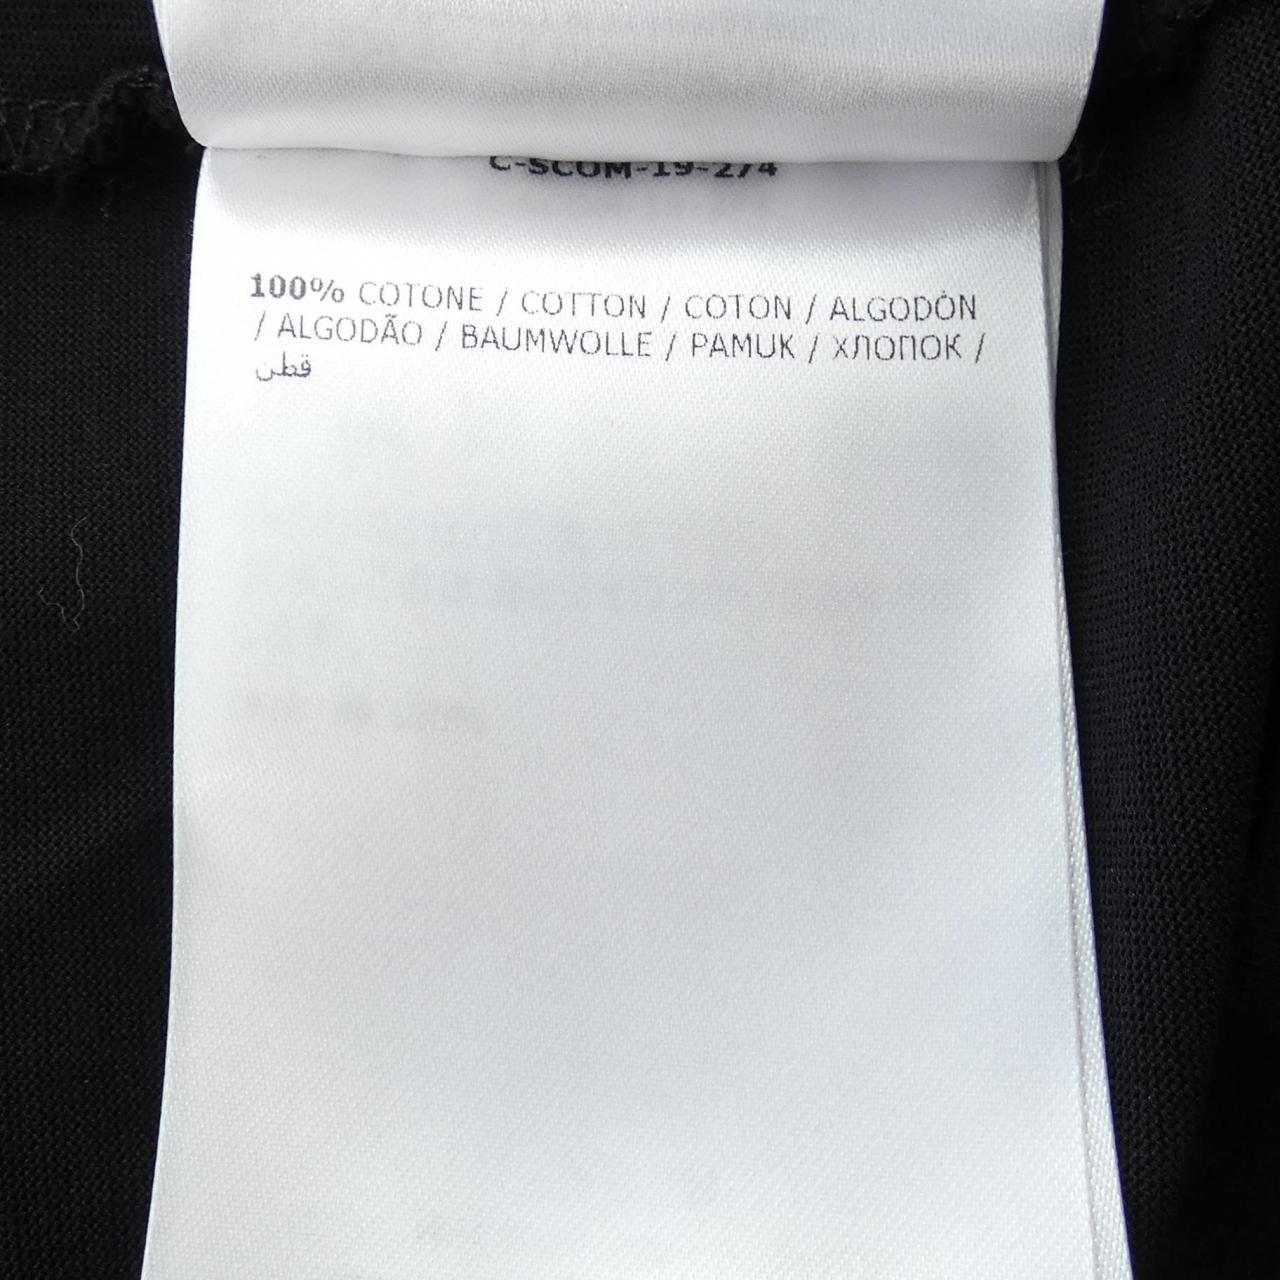 C-SCOM-19-274
100% COTONE / COTTON / COTON / ALGODÓN
/ ALGODÃO / BAUMWOLLE / PAMUK / ХЛОПОК /
قطن